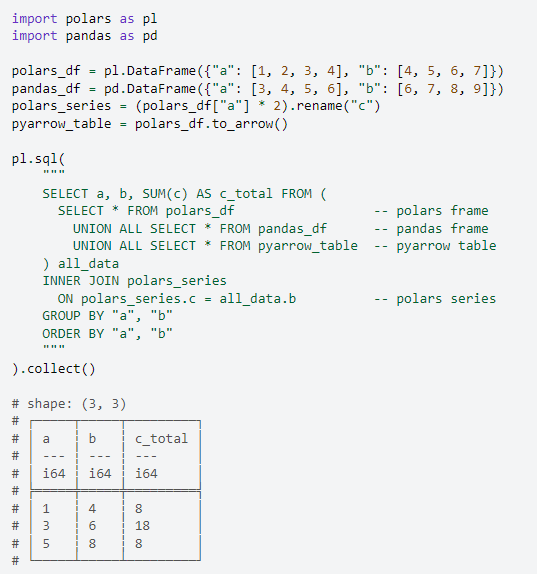 import polars as pl
import pandas as pd

polars_df = pl.DataFrame({"a": [1, 2, 3, 4], "b": [4, 5, 6, 7]})
pandas_df = pd.DataFrame({"a": [3, 4, 5, 6], "b": [6, 7, 8, 9]})
polars_series = (polars_df["a"] * 2).rename("c")
pyarrow_table = polars_df.to_arrow()

pl.sql(
    """
    SELECT a, b, SUM(c) AS c_total FROM (
      SELECT * FROM polars_df                  -- polars frame
        UNION ALL SELECT * FROM pandas_df      -- pandas frame
        UNION ALL SELECT * FROM pyarrow_table  -- pyarrow table
    ) all_data
    INNER JOIN polars_series
      ON polars_series.c = all_data.b          -- polars series
    GROUP BY "a", "b"
    ORDER BY "a", "b"
    """
).collect()

# shape: (3, 3)
# ┌─────┬─────┬─────────┐
# │ a   ┆ b   ┆ c_total │
# │ --- ┆ --- ┆ ---     │
# │ i64 ┆ i64 ┆ i64     │
# ╞═════╪═════╪═════════╡
# │ 1   ┆ 4   ┆ 8       │
# │ 3   ┆ 6   ┆ 18      │
# │ 5   ┆ 8   ┆ 8       │
# └─────┴─────┴─────────┘